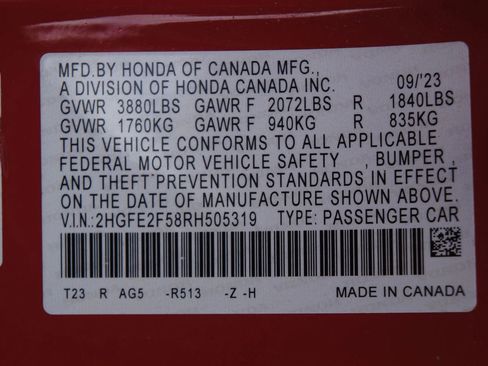 MFD.BY HONDA OF CANADA MFG.,
A DIVISION OF HONDA CANADA INC. 09/'23
GVWR 3880LBS GAWR F 2072LBS R 1840LBS
GVWR 1760KG GAWR F 940KG R 835KG
THIS VEHICLE CONFORMS TO ALL APPLICABLE
FEDERAL MOTOR VEHICLE SAFETY , BUMPER ,
AND THEFT PREVENTION STANDARDS IN EFFECT
ON THE DATE OF MANUFACTURE SHOWN ABOVE.
V.I.N.:2HGFE2F58RH505319 TYPE: PASSENGER CAR
T23 R AG5 -R513 -Z -H MADE IN CANADA